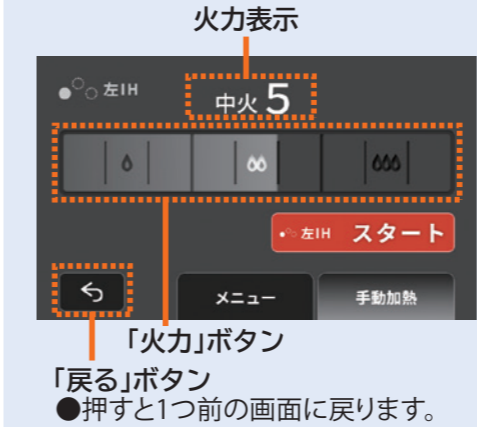 火力表示
左IH
中火 5
左IH スタート
メニュー
手動加熱
「火力」ボタン
「戻る」ボタン
●押すと1つ前の画面に戻ります。